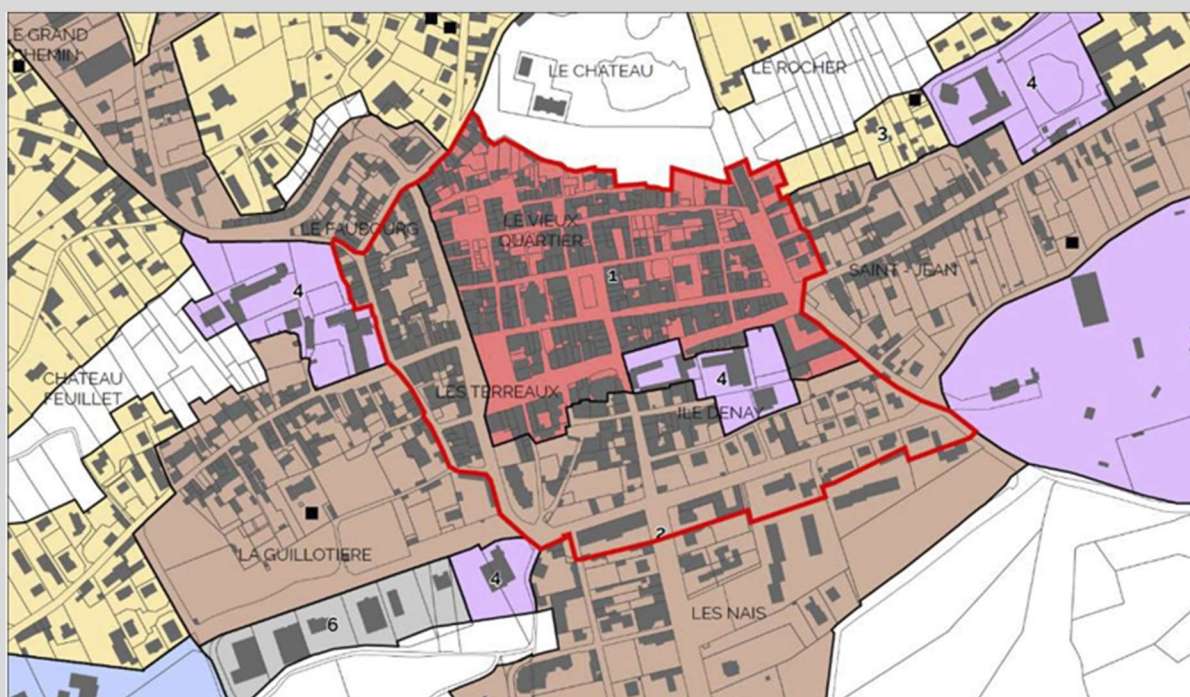 E GRAND
CHEMIN
LE CHATEAU
LE ROCHER
4
3
LE FAUBOURG
LE VIEUX
QUARTIER
1
SAINT - JEAN
4
CHATEAU
FEUILLET
LES TERREAUX
4
ILE DENAY
2
LA GUILLOTIERE
4
6
LES NAIS